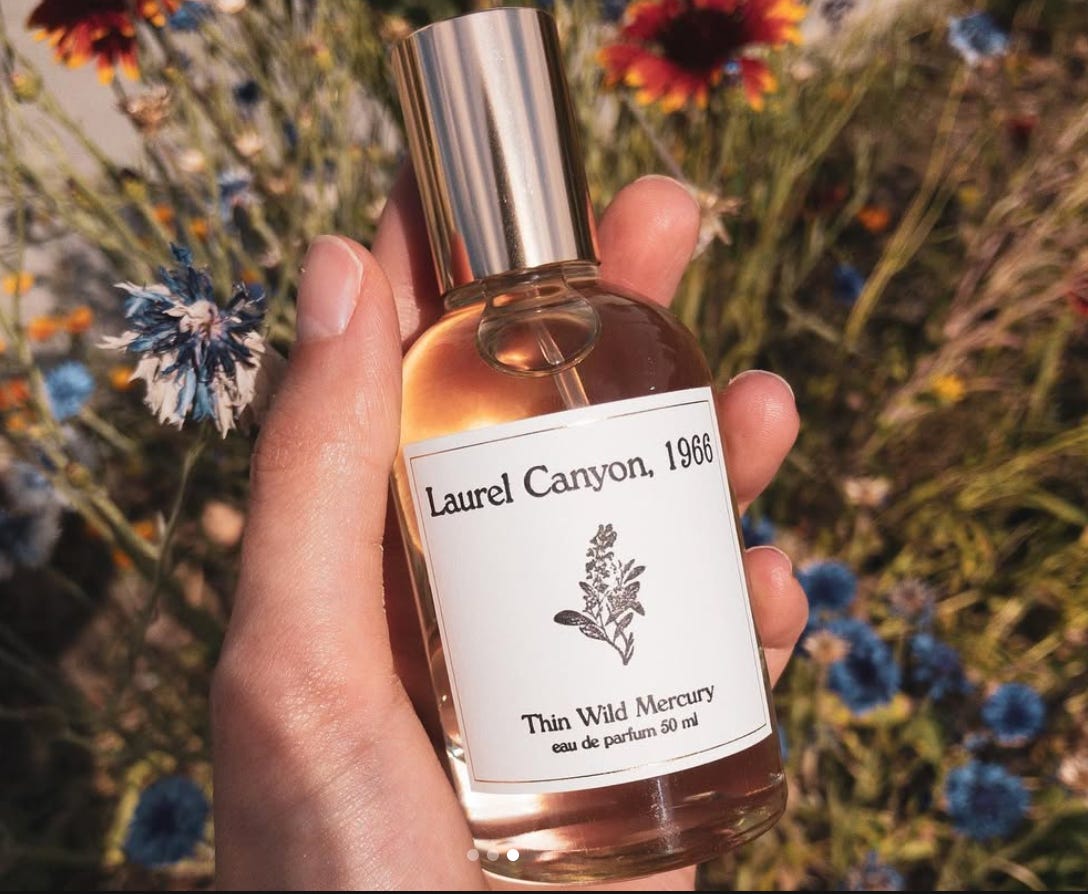 Laurel Canyon, 1966
Thin Wild Mercury
eau de parfum 50 ml